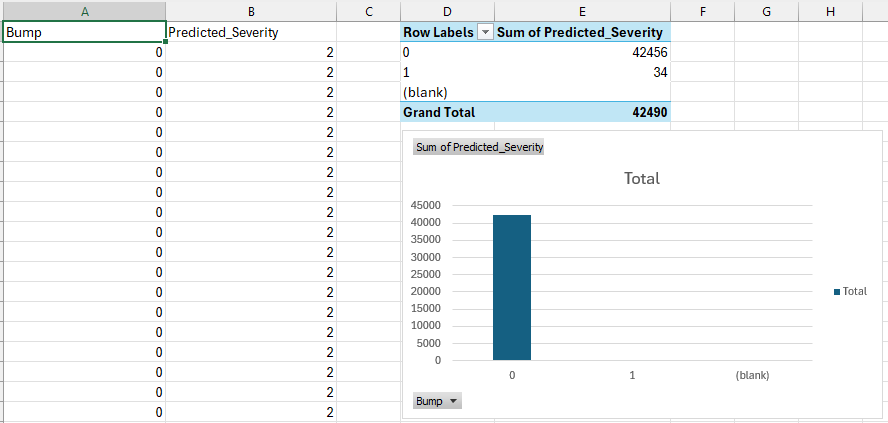 A B C D E F G H
Bump Predicted_Severity Row Labels Sum of Predicted_Severity
0 2 0 42456
0 2 1 34
0 2 (blank)
0 2 Grand Total 42490
0 2
0 2 Sum of Predicted_Severity
0 2 Total
0 2
0 2 45000
0 2 40000
0 2 35000
0 2 30000
0 2 25000
0 2 20000 Total
0 2 15000
0 2 10000
0 2 5000
0 2 0
0 2 0 1 (blank)
Bump